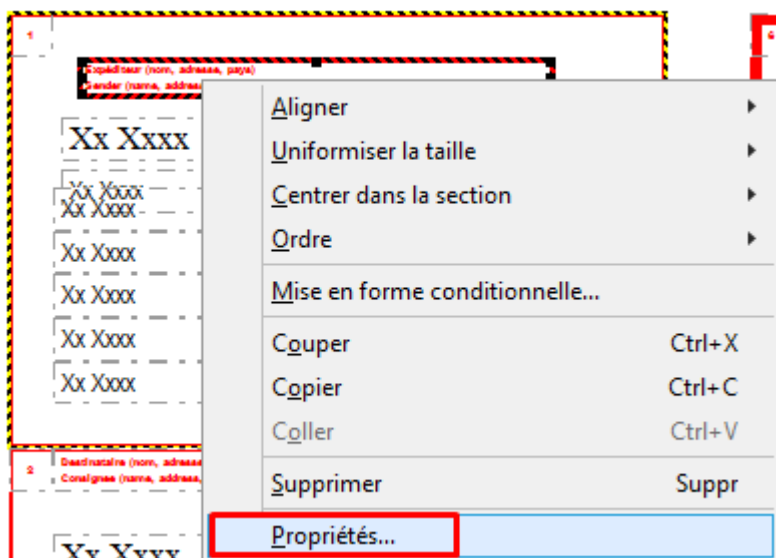 1
6
Expéditeur (nom, adresse, pays)
Sender (name, addres
Xx Xxxx
Xx Xxxx
Xx Xxxx
Xx Xxxx
Xx Xxxx
Xx Xxxx
Xx Xxxx
2
Destinataire (nom, adresse
Consignee (name, address,
Xx Xxxx
Aligner
Uniformiser la taille
Centrer dans la section
Ordre
Mise en forme conditionnelle...
Couper Ctrl+X
Copier Ctrl+C
Coller Ctrl+V
Supprimer Suppr
Propriétés...